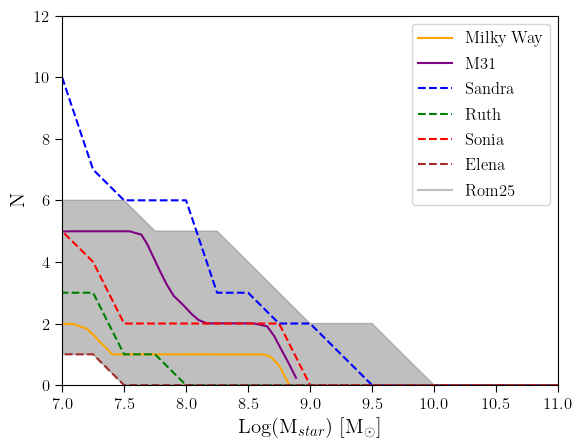 12
10
8
6
4
2
0
N
7.0 7.5 8.0 8.5 9.0 9.5 10.0 10.5 11.0
Log(M$_{star}$) [M$_{\odot}$]
Milky Way
M31
Sandra
Ruth
Sonia
Elena
Rom25